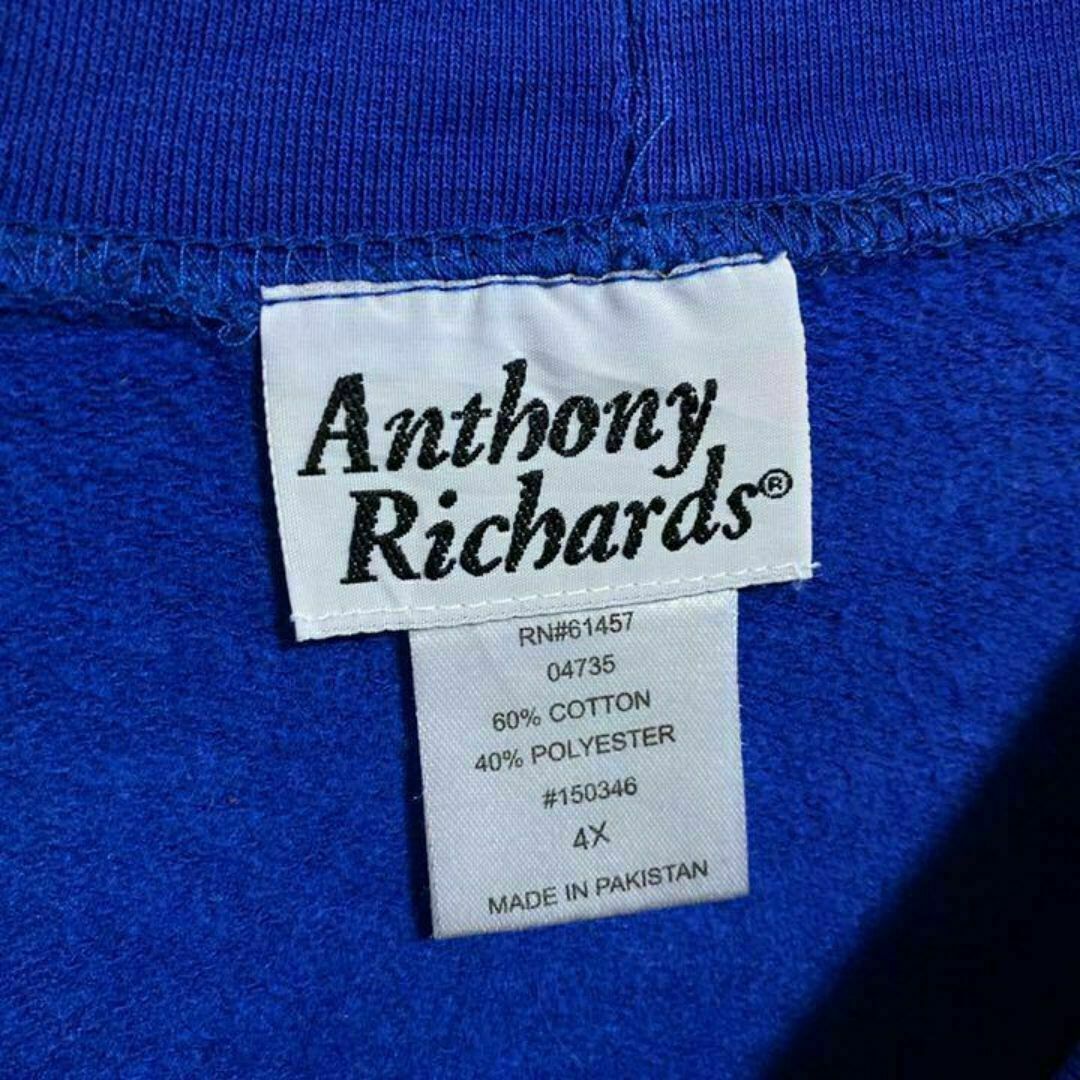 Anthony
Richards®
RN#61457
04735
60% COTTON
40% POLYESTER
#150346
4X
MADE IN PAKISTAN